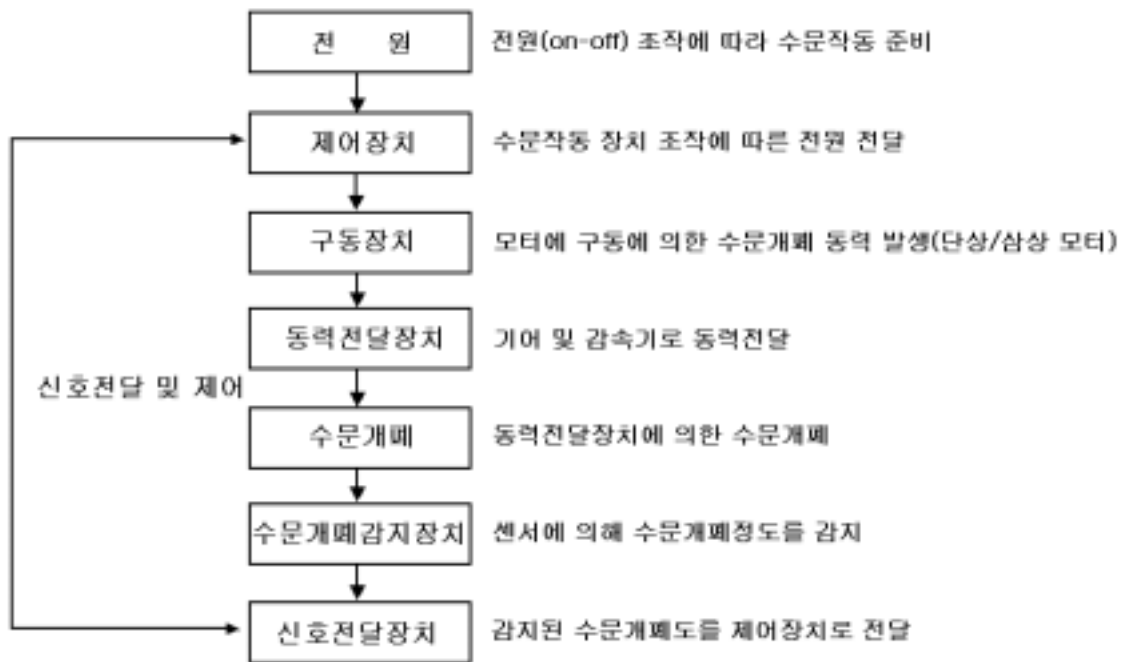 전 원 전원(on-off) 조작에 따라 수문작동 준비
제어장치 수문작동 장치 조작에 따른 전원 전달
구동장치 모터에 구동에 의한 수문개폐 동력 발생(단상/삼상 모터)
동력전달장치 기어 및 감속기로 동력전달
신호전달 및 제어
수문개폐 동력전달장치에 의한 수문개폐
수문개폐감지장치 센서에 의해 수문개폐정도를 감지
신호전달장치 감지된 수문개폐도를 제어장치로 전달